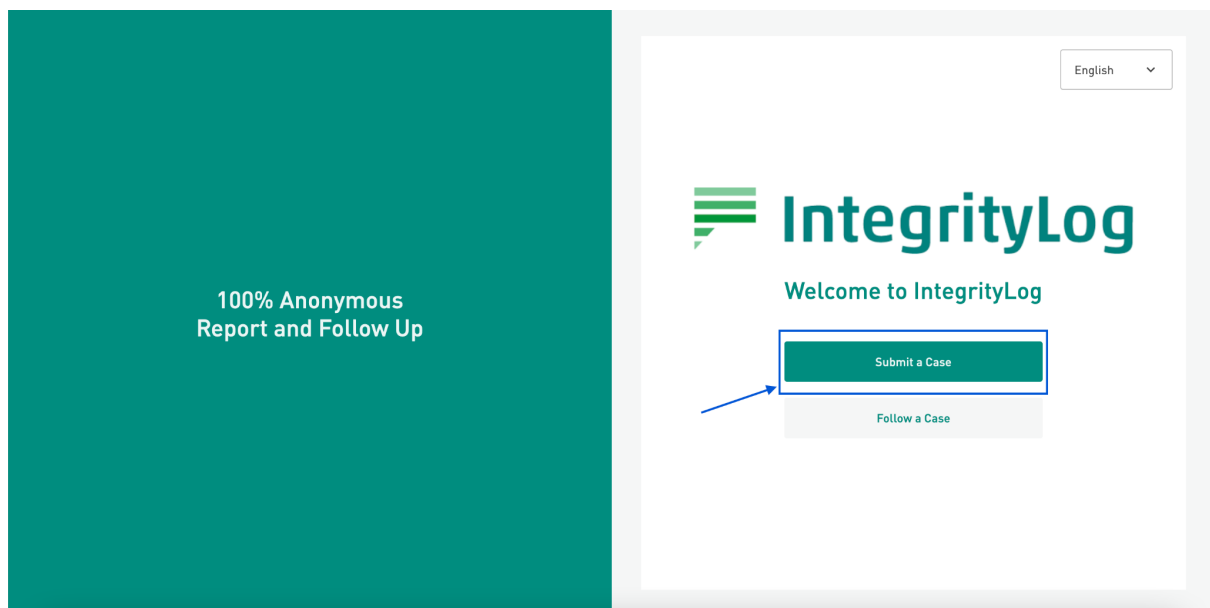 100% Anonymous
Report and Follow Up
English
IntegrityLog
Welcome to IntegrityLog
Submit a Case
Follow a Case